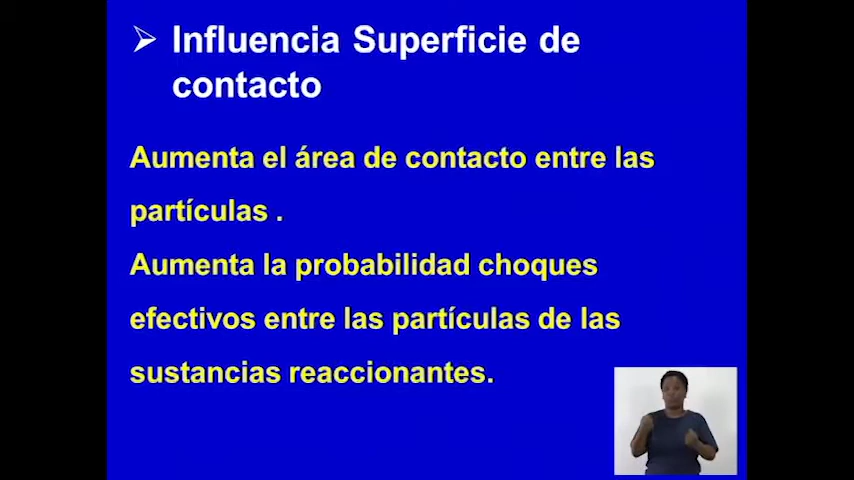 Influencia Superficie de
contacto
Aumenta el área de contacto entre las
partículas .
Aumenta la probabilidad choques
efectivos entre las partículas de las
sustancias reaccionantes.